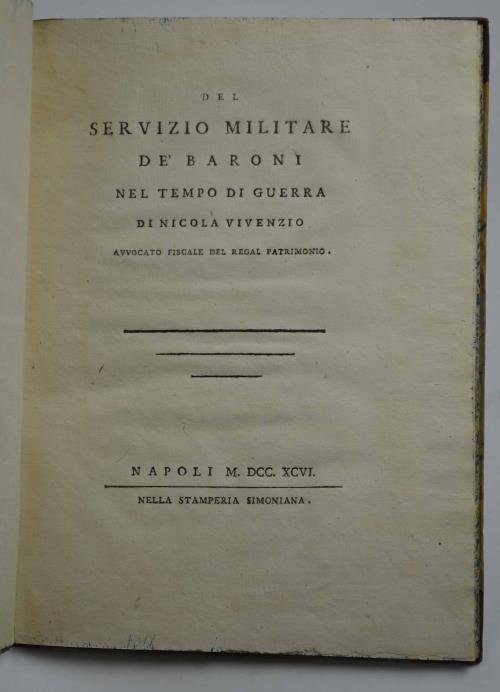 DEL
SERVIZIO MILITARE
DE' BARONI
NEL TEMPO DI GUERRA
DI NICOLA VIVENZIO
AVVOCATO FISCALE DEL REGAL PATRIMONIO.
NAPOLI M. DCC. XCVI.
NELLA STAMPERIA SIMONIANA.